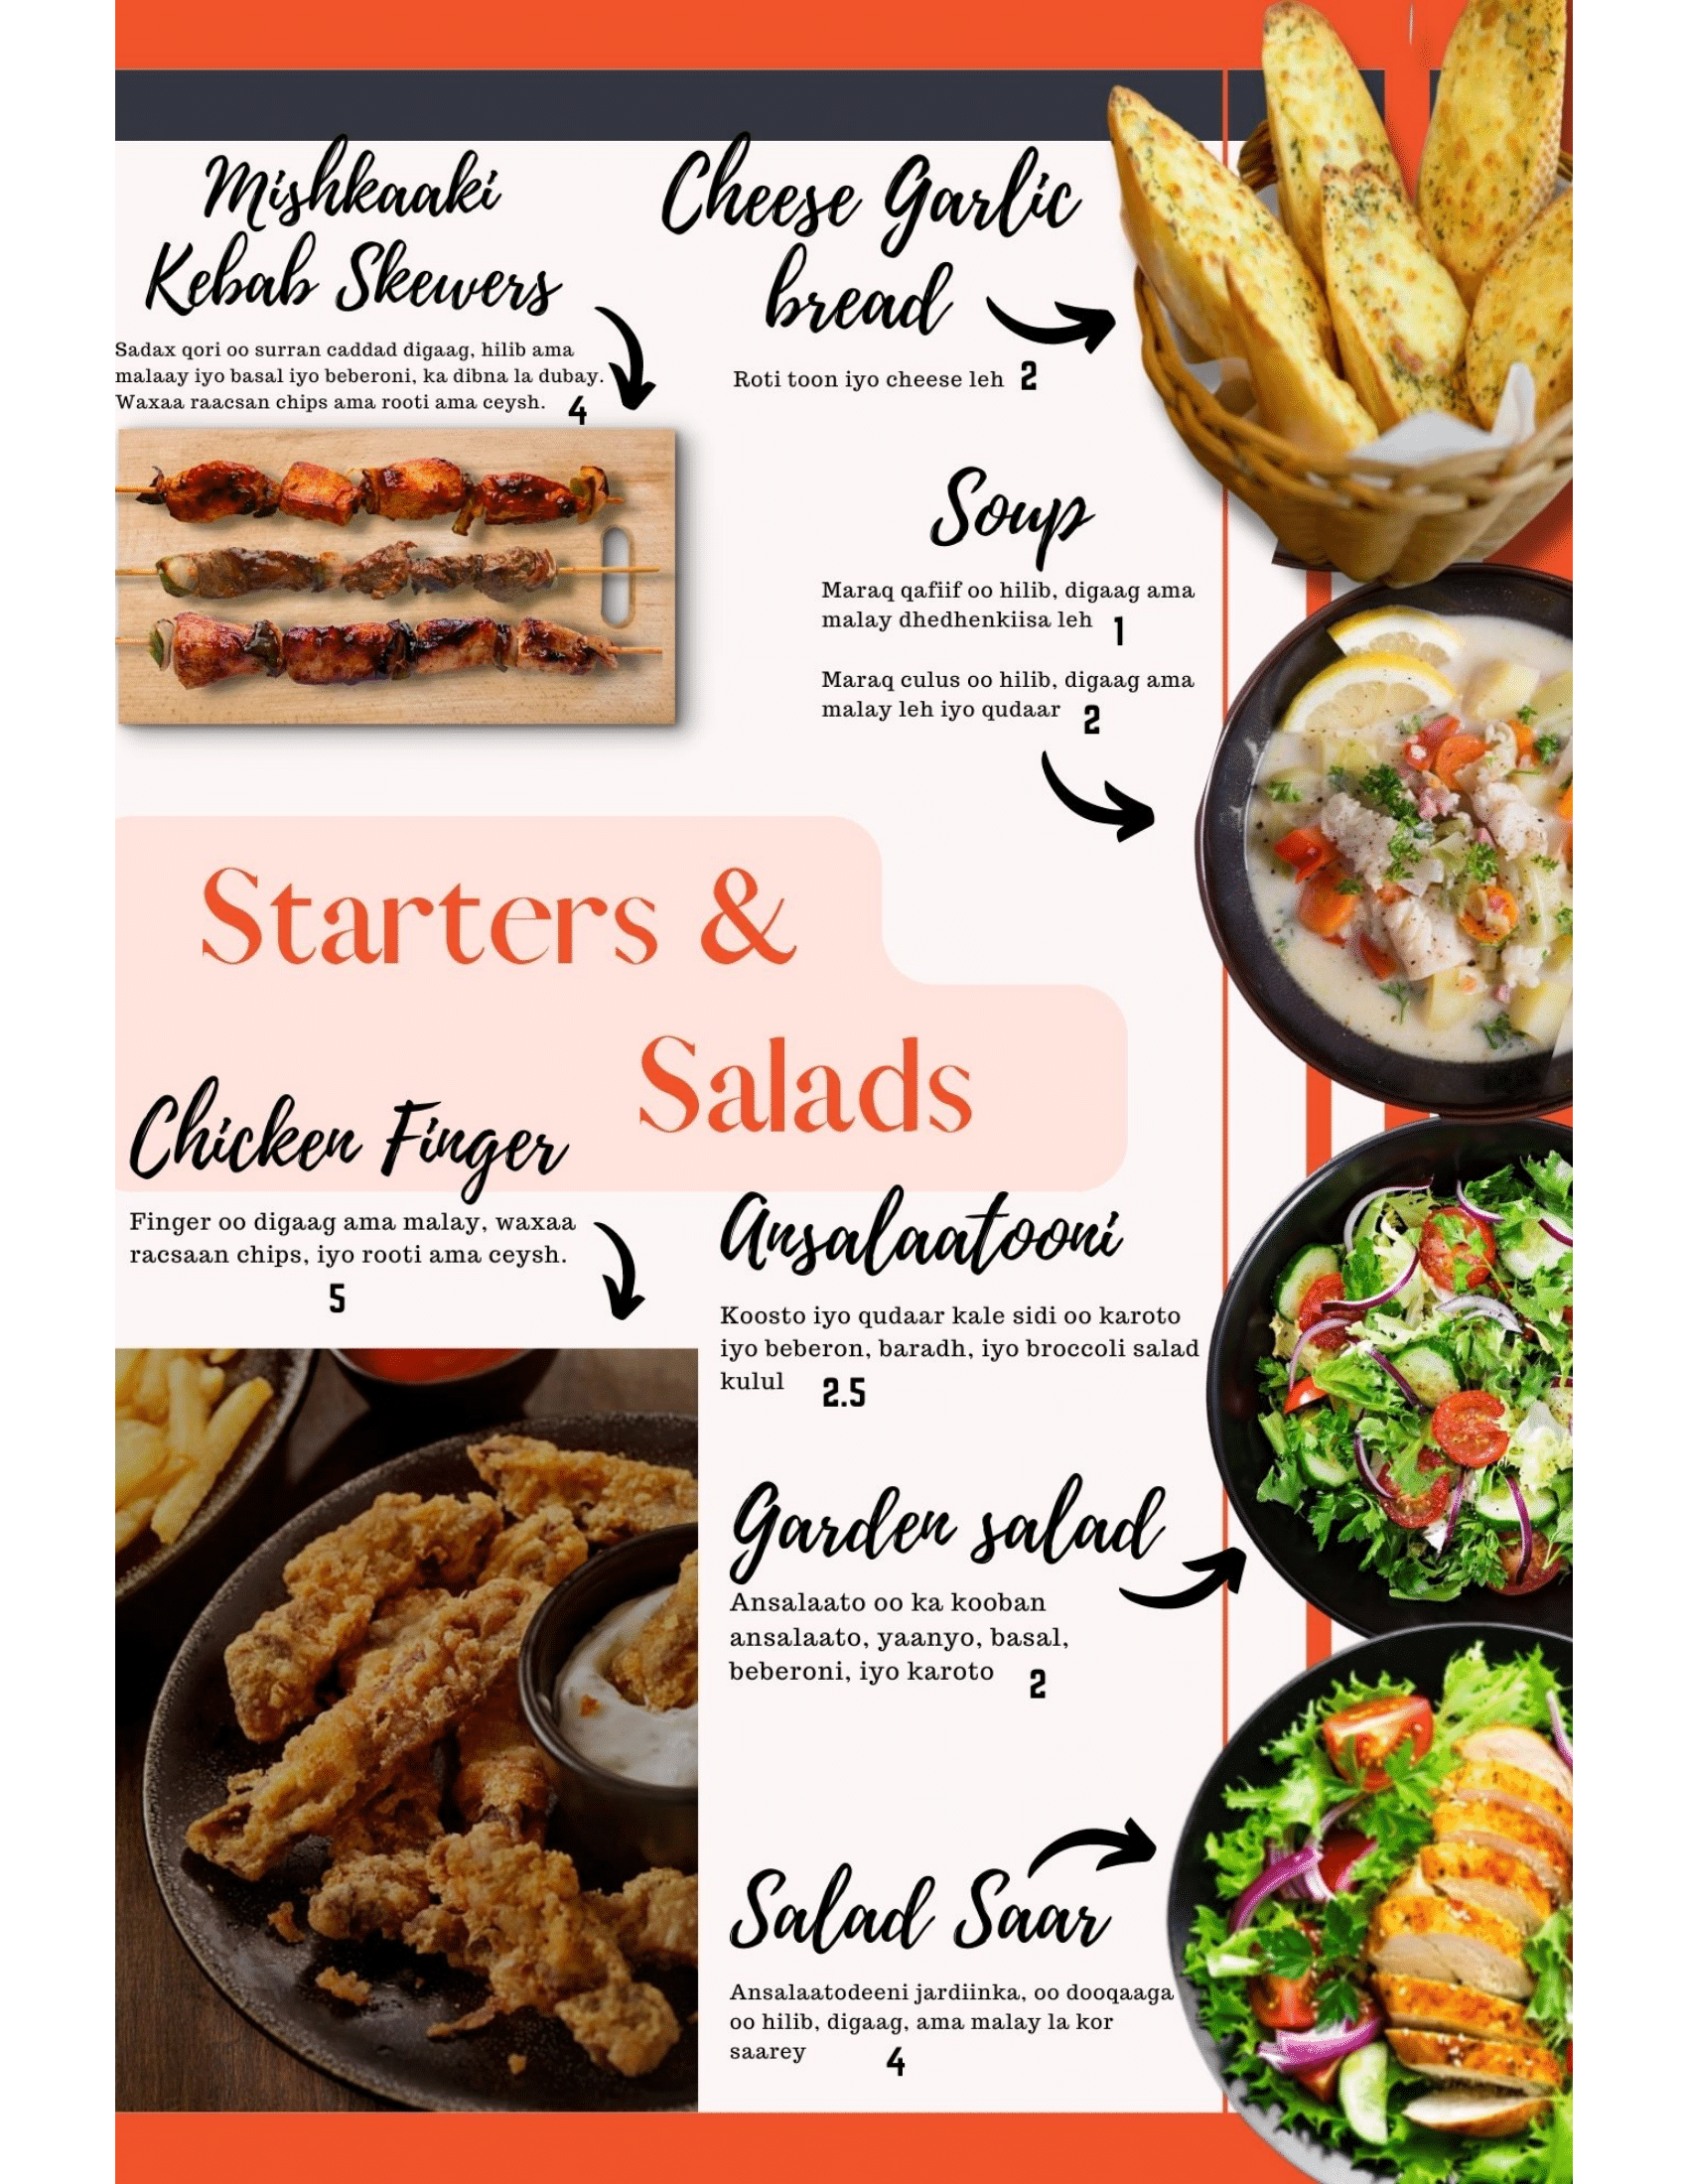 Mishkaaki
Kebab Skewers
Sadax qori oo surran caddad digaag, hilib ama
malaay iyo basal iyo beberoni, ka dibna la dubay.
Waxaa raacsan chips ama rooti ama ceysh.
4
Cheese Garlic
bread
Roti toon iyo cheese leh 2
Soup
Maraq qafiif oo hilib, digaag ama
malay dhedhenkiisa leh 1
Maraq culus oo hilib, digaag ama
malay leh iyo qudaar 2
Starters &
Salads
Chicken Finger
Finger oo digaag ama malay, waxaa
racsaan chips, iyo rooti ama ceysh.
5
Ansalaatooni
Koosto iyo qudaar kale sidi oo karoto
iyo beberon, baradh, iyo broccoli salad
kulul 2.5
Garden salad
Ansalaato oo ka kooban
ansalaato, yaanyo, basal,
beberoni, iyo karoto 2
Salad Saar
Ansalaatodeeni jardiinka, oo dooqaaga
oo hilib, digaag, ama malay la kor
saarey 4